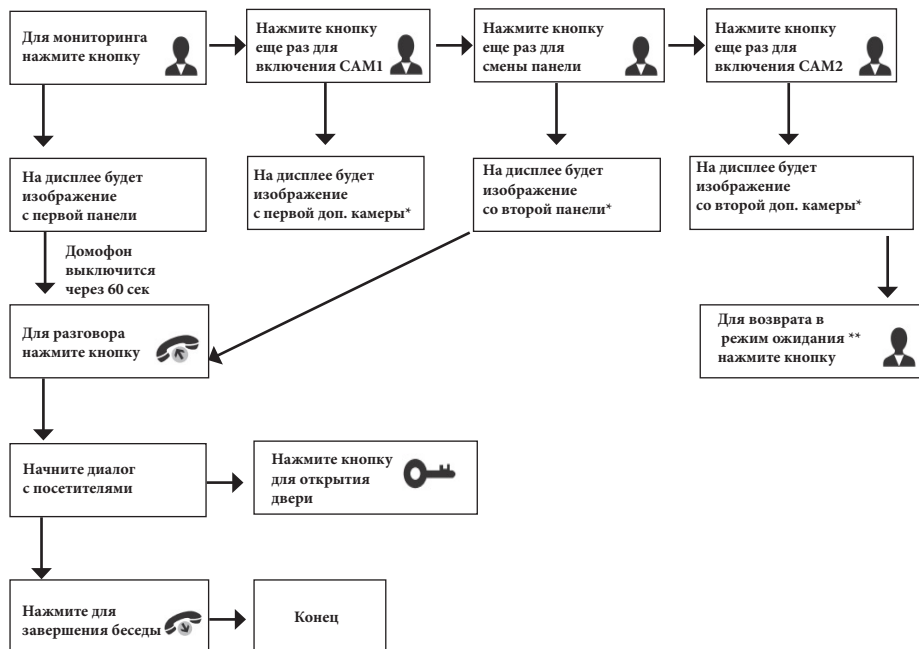 Для мониторинга
нажмите кнопку
Нажмите кнопку
еще раз для
включения CAM1
Нажмите кнопку
еще раз для
смены панели
Нажмите кнопку
еще раз для
включения CAM2
На дисплее будет
изображение
с первой панели
На дисплее будет
изображение
с первой доп. камеры*
На дисплее будет
изображение
со второй панели*
На дисплее будет
изображение
со второй доп. камеры*
Домофон
выключится
через 60 сек
Для разговора
нажмите кнопку
Для возврата в
режим ожидания **
нажмите кнопку
Начните диалог
с посетителями
Нажмите кнопку
для открытия
двери
Нажмите для
завершения беседы
Конец